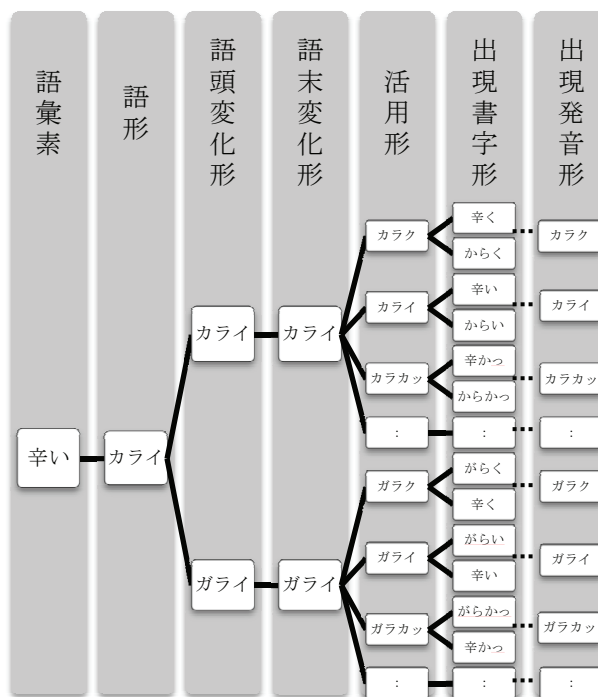 語彙素
語形
語頭変化形
語末変化形
活用形
出現書字形
出現発音形
辛い
カライ
カライ
カライ
カラク
辛く
からく
カラク
カライ
辛い
からい
カライ
カラカッ
辛かっ
からかっ
カラカッ
:
:
:
ガライ
ガライ
ガラク
がらく
辛く
ガラク
ガライ
がらい
辛い
ガライ
ガラカッ
がらかっ
辛かっ
ガラカッ
:
:
: